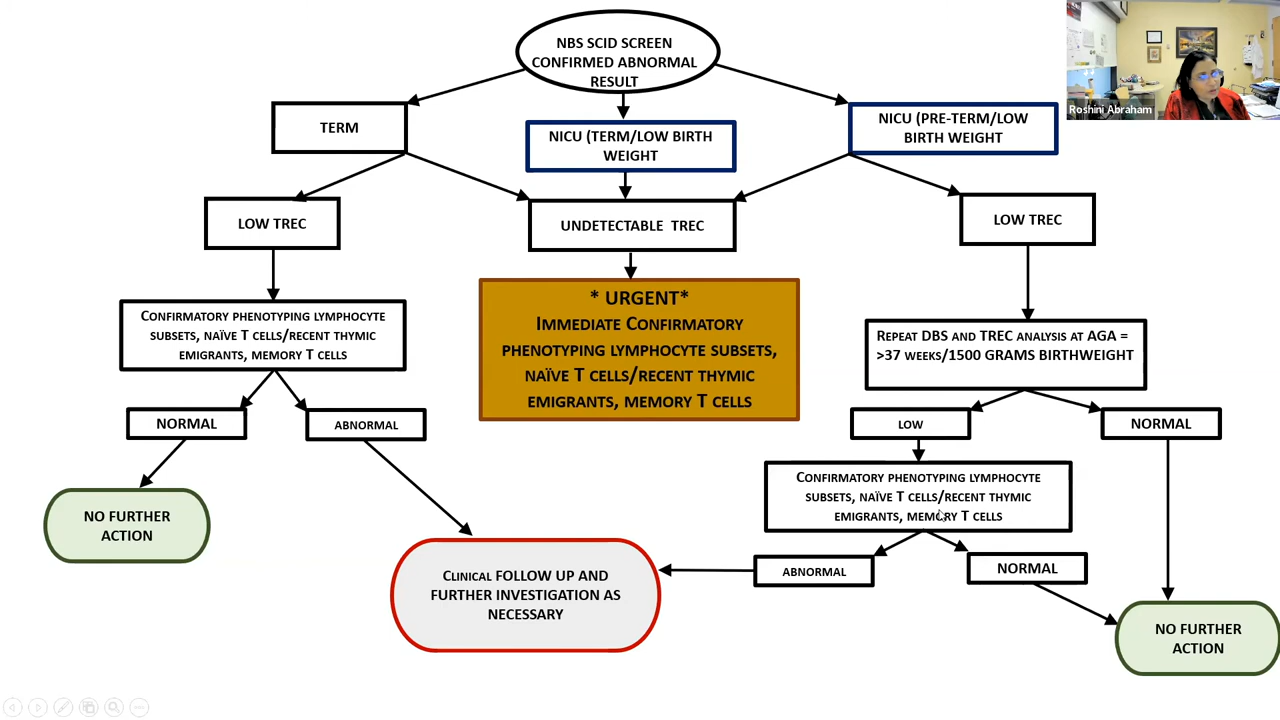 NBS SCID SCREEN
CONFIRMED ABNORMAL
RESULT
Roshini Abraham
TERM
NICU (TERM/LOW BIRTH
WEIGHT
NICU (PRE-TERM/LOW
BIRTH WEIGHT
LOW TREC
UNDETECTABLE TREC
LOW TREC
* URGENT*
IMMEDIATE CONFIRMATORY
PHENOTYPING LYMPHOCYTE SUBSETS,
NAÏVE T CELLS/RECENT THYMIC
EMIGRANTS, MEMORY T CELLS
CONFIRMATORY PHENOTYPING LYMPHOCYTE
SUBSETS, NAÏVE T CELLS/RECENT THYMIC
EMIGRANTS, MEMORY T CELLS
REPEAT DBS AND TREC ANALYSIS AT AGA =
>37 WEEKS/1500 GRAMS BIRTHWEIGHT
NORMAL
ABNORMAL
LOW
NORMAL
CONFIRMATORY PHENOTYPING LYMPHOCYTE
SUBSETS, NAÏVE T CELLS/RECENT THYMIC
EMIGRANTS, MEMORY T CELLS
NO FURTHER
ACTION
CLINICAL FOLLOW UP AND
FURTHER INVESTIGATION AS
NECESSARY
ABNORMAL
NORMAL
NO FURTHER
ACTION